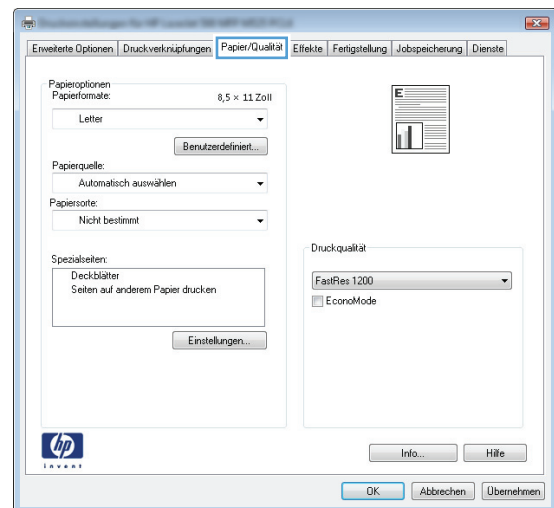 Erweiterte Optionen Druckverknüpfungen Papier/Qualität Effekte Fertigstellung Jobspeicherung Dienste
Papieroptionen
Papierformate: 8,5 × 11 Zoll
Letter
Benutzerdefiniert...
Papierquelle:
Automatisch auswählen
Papiersorte:
Nicht bestimmt
Spezialseiten:
Deckblätter
Seiten auf anderem Papier drucken
Einstellungen...
E
Druckqualität
FastRes 1200
EconoMode
hp
invent
Info... Hilfe
OK Abbrechen Übernehmen